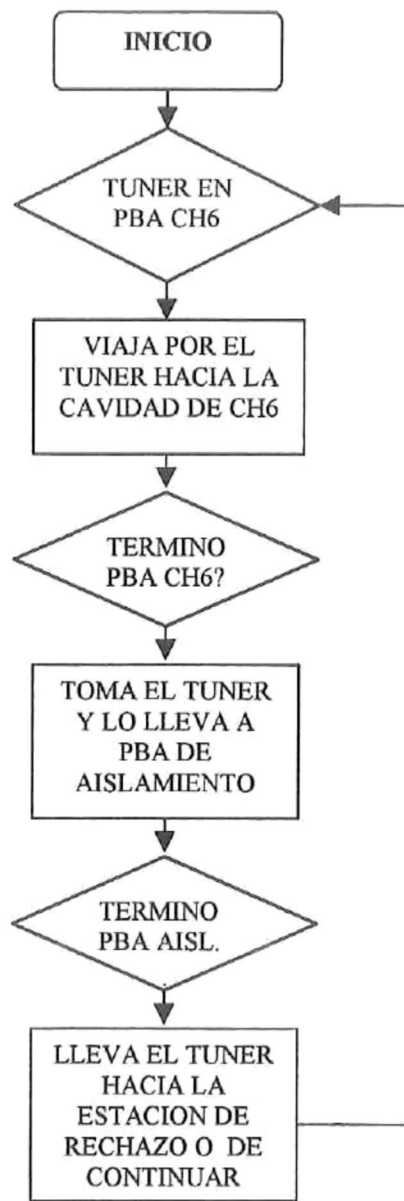 INICIO
TUNER EN
PBA CH6
VIAJA POR EL
TUNER HACIA LA
CAVIDAD DE CH6
TERMINO
PBA CH6?
TOMA EL TUNER
Y LO LLEVA A
PBA DE
AISLAMIENTO
TERMINO
PBA AISL.
LLEVA EL TUNER
HACIA LA
ESTACION DE
RECHAZO O DE
CONTINUAR